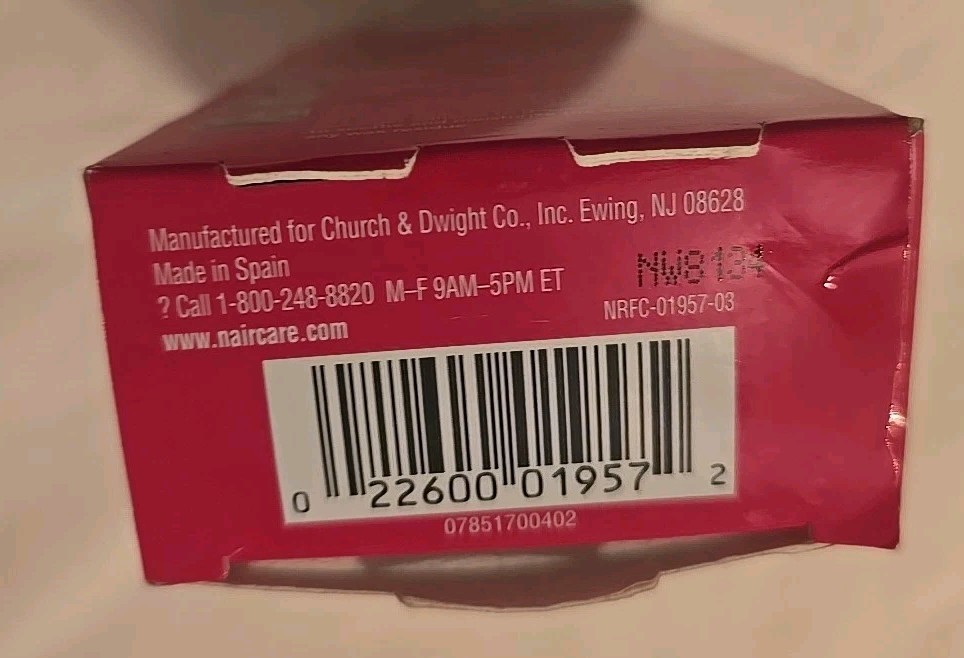 Manufactured for Church & Dwight Co., Inc. Ewing, NJ 08628
Made in Spain
? Call 1-800-248-8820 M–F 9AM–5PM ET
www.naircare.com
NW8134
NRFC-01957-03
0 22600 01957 2
07851700402